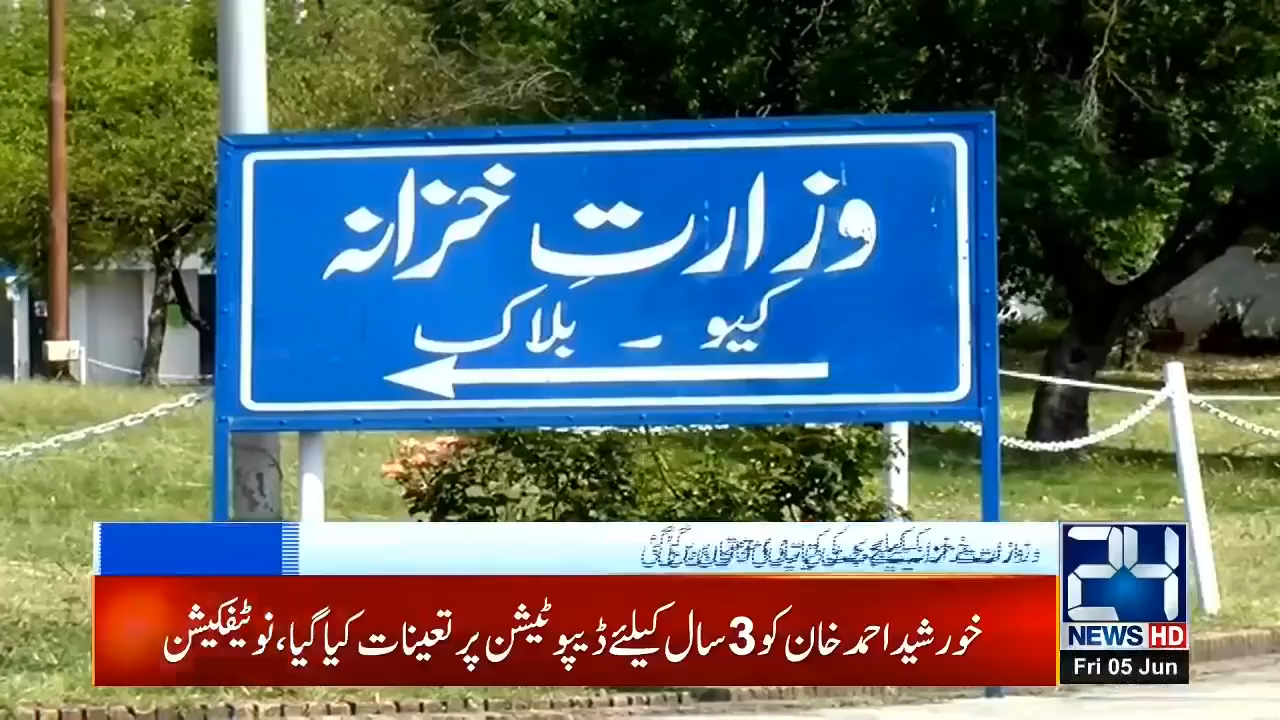 وزارتِ خزانہ
کیو ۔ بلاک
خورشید احمد خان کو 3 سال کیلئے ڈیپوٹیشن پر تعینات کیا گیا، نوٹیفکیشن
24
NEWS HD
Fri 05 Jun